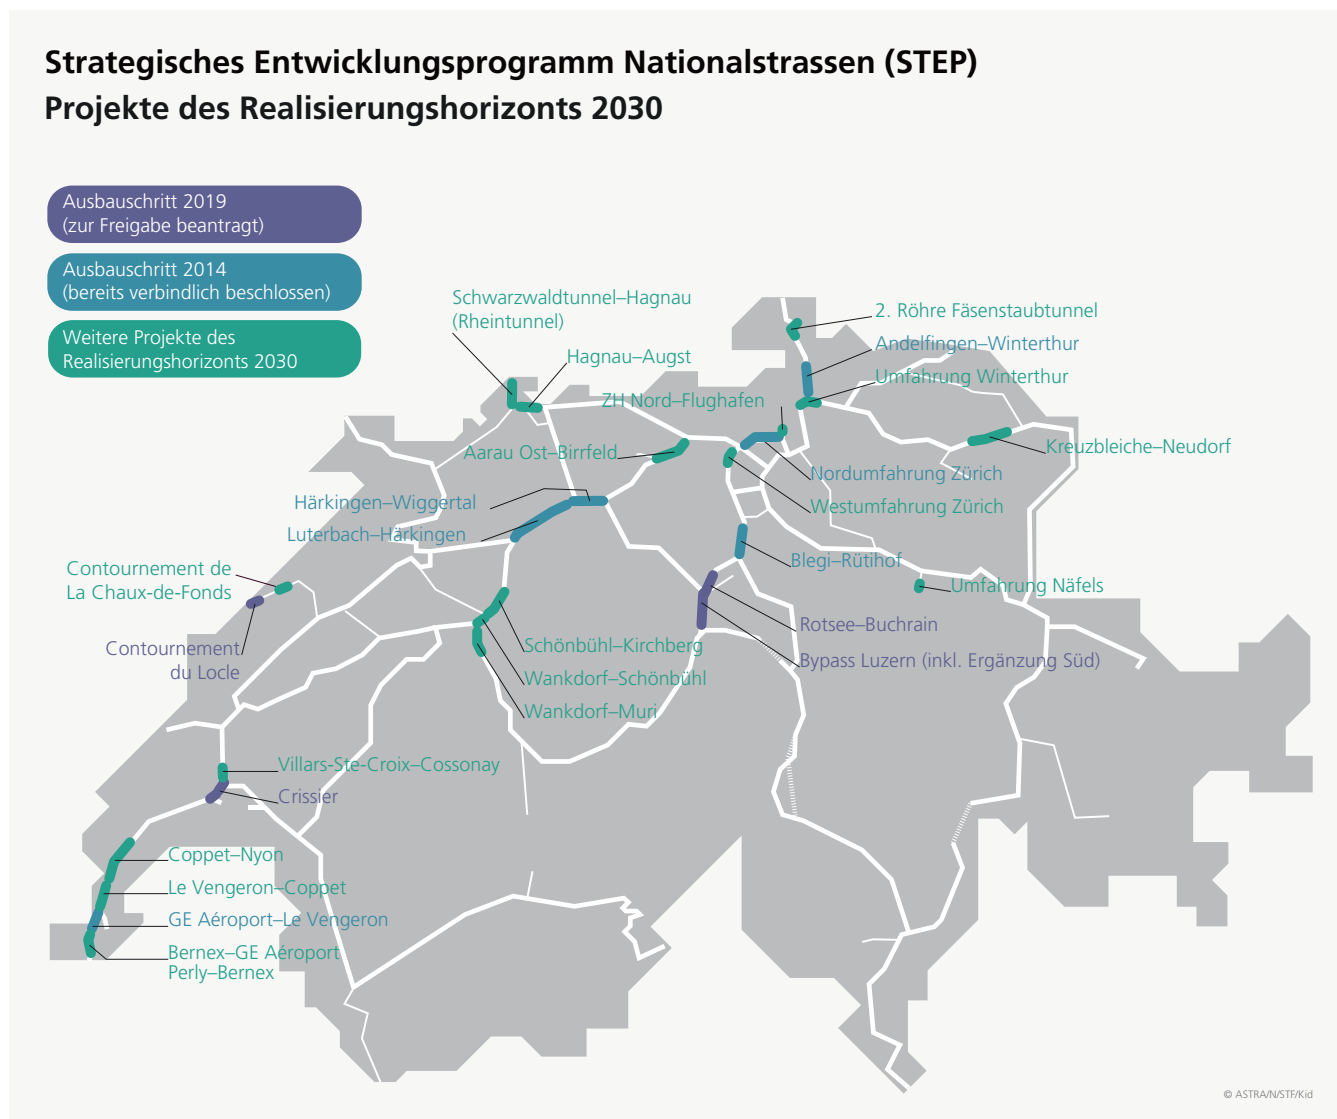 Strategisches Entwicklungsprogramm Nationalstrassen (STEP)
Projekte des Realisierungshorizonts 2030
Ausbauschritt 2019
(zur Freigabe beantragt)
Ausbauschritt 2014
(bereits verbindlich beschlossen)
Weitere Projekte des
Realisierungshorizonts 2030
Schwarzwaldtunnel–Hagnau
(Rheintunnel)
Hagnau–Augst
2. Röhre Fäsenstaubtunnel
Andelfingen–Winterthur
Umfahrung Winterthur
ZH Nord–Flughafen
Kreuzbleiche–Neudorf
Aarau Ost–Birrfeld
Nordumfahrung Zürich
Härkingen–Wiggertal
Westumfahrung Zürich
Luterbach–Härkingen
Blegi–Rütihof
Contournement de
La Chaux-de-Fonds
Umfahrung Näfels
Contournement
du Locle
Rotsee–Buchrain
Schönbühl–Kirchberg
Bypass Luzern (inkl. Ergänzung Süd)
Wankdorf–Schönbühl
Wankdorf–Muri
Villars-Ste-Croix–Cossonay
Crissier
Coppet–Nyon
Le Vengeron–Coppet
GE Aéroport–Le Vengeron
Bernex–GE Aéroport
Perly–Bernex
© ASTRA/N/STF/Kid